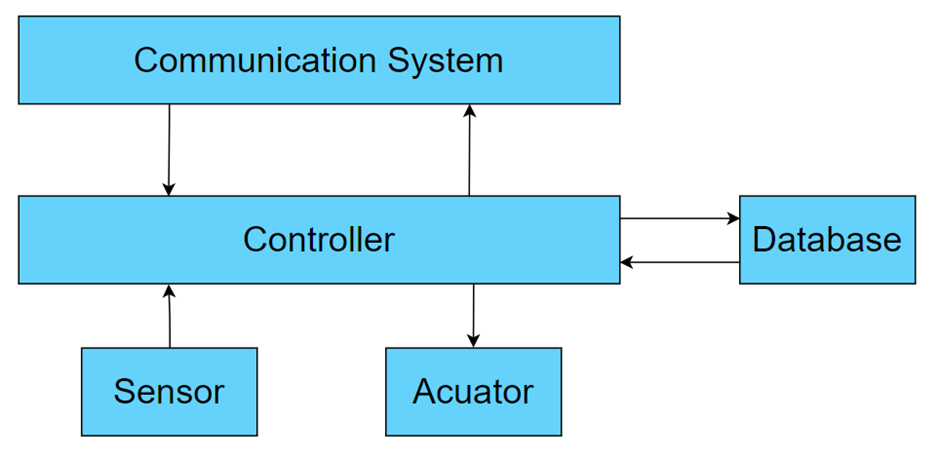 Communication System
Controller
Database
Sensor
Acuator